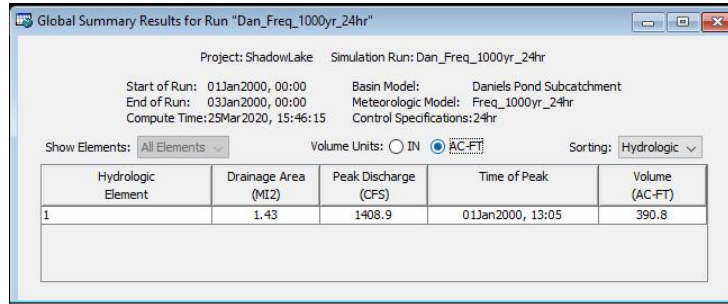 Global Summary Results for Run "Dan_Freq_1000yr_24hr"
Project: ShadowLake Simulation Run: Dan_Freq_1000yr_24hr
Start of Run: 01Jan2000, 00:00 Basin Model: Daniels Pond Subcatchment
End of Run: 03Jan2000, 00:00 Meteorologic Model: Freq_1000yr_24hr
Compute Time:25Mar2020, 15:46:15 Control Specifications:24hr
Show Elements: All Elements Volume Units: IN AC-FT Sorting: Hydrologic
Hydrologic Drainage Area Peak Discharge Time of Peak Volume
Element (MI2) (CFS) (AC-FT)
1 1.43 1408.9 01Jan2000, 13:05 390.8